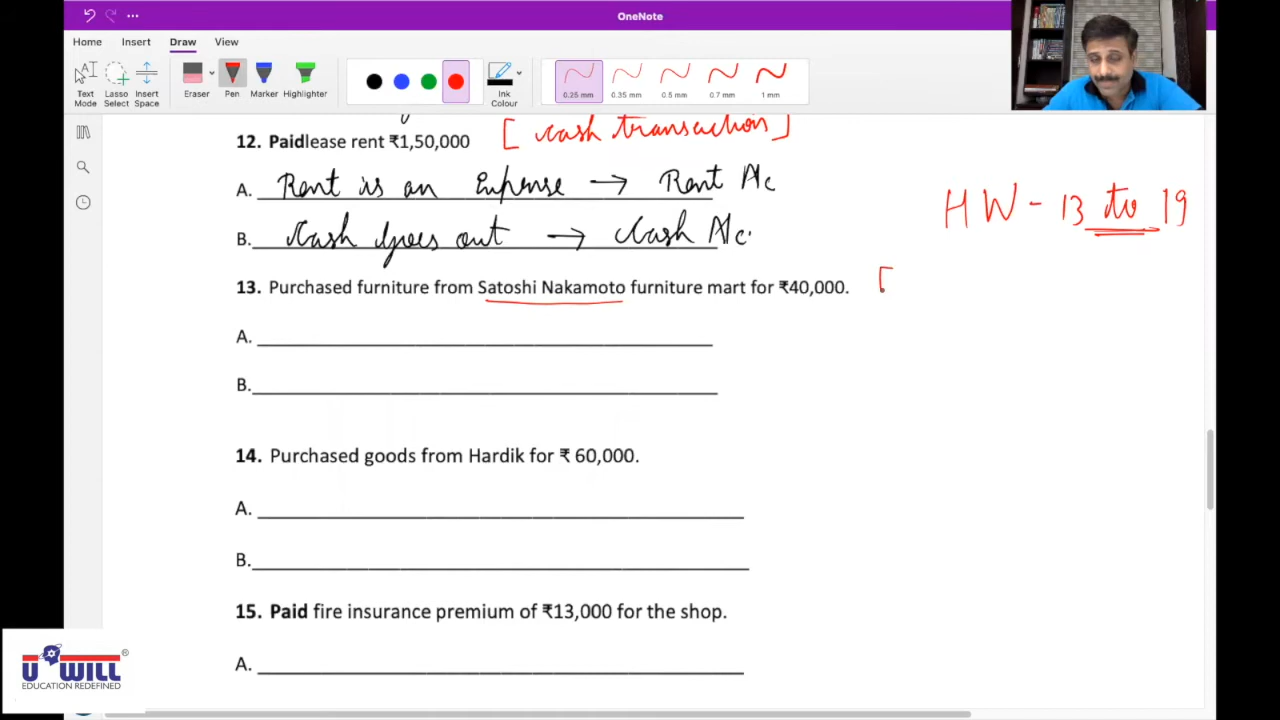 OneNote
Home Insert Draw View
Text Mode
Lasso Select
Insert Space
Eraser
Pen
Marker
Highlighter
Ink Colour
0.25 mm
0.35 mm
0.5 mm
0.7 mm
1 mm
12. Paidlease rent ₹1,50,000 [ Cash transaction ]
A. Rent is an Expense → Rent A/c
B. Cash goes out → Cash A/c.
HW - 13 to 19
13. Purchased furniture from Satoshi Nakamoto furniture mart for ₹40,000. [
A.
B.
14. Purchased goods from Hardik for ₹ 60,000.
A.
B.
15. Paid fire insurance premium of ₹13,000 for the shop.
A.
U WILL ®
EDUCATION REDEFINED